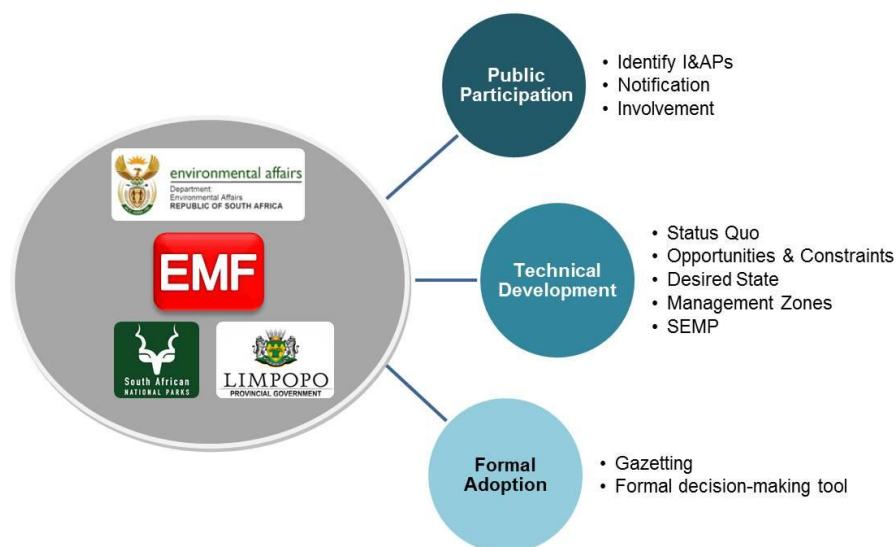 environmental affairs
Department:
Environmental Affairs
REPUBLIC OF SOUTH AFRICA
EMF
South African
NATIONAL PARKS
LIMPOPO
PROVINCIAL GOVERNMENT
Public
Participation
• Identify I&APs
• Notification
• Involvement
Technical
Development
• Status Quo
• Opportunities & Constraints
• Desired State
• Management Zones
• SEMP
Formal
Adoption
• Gazetting
• Formal decision-making tool